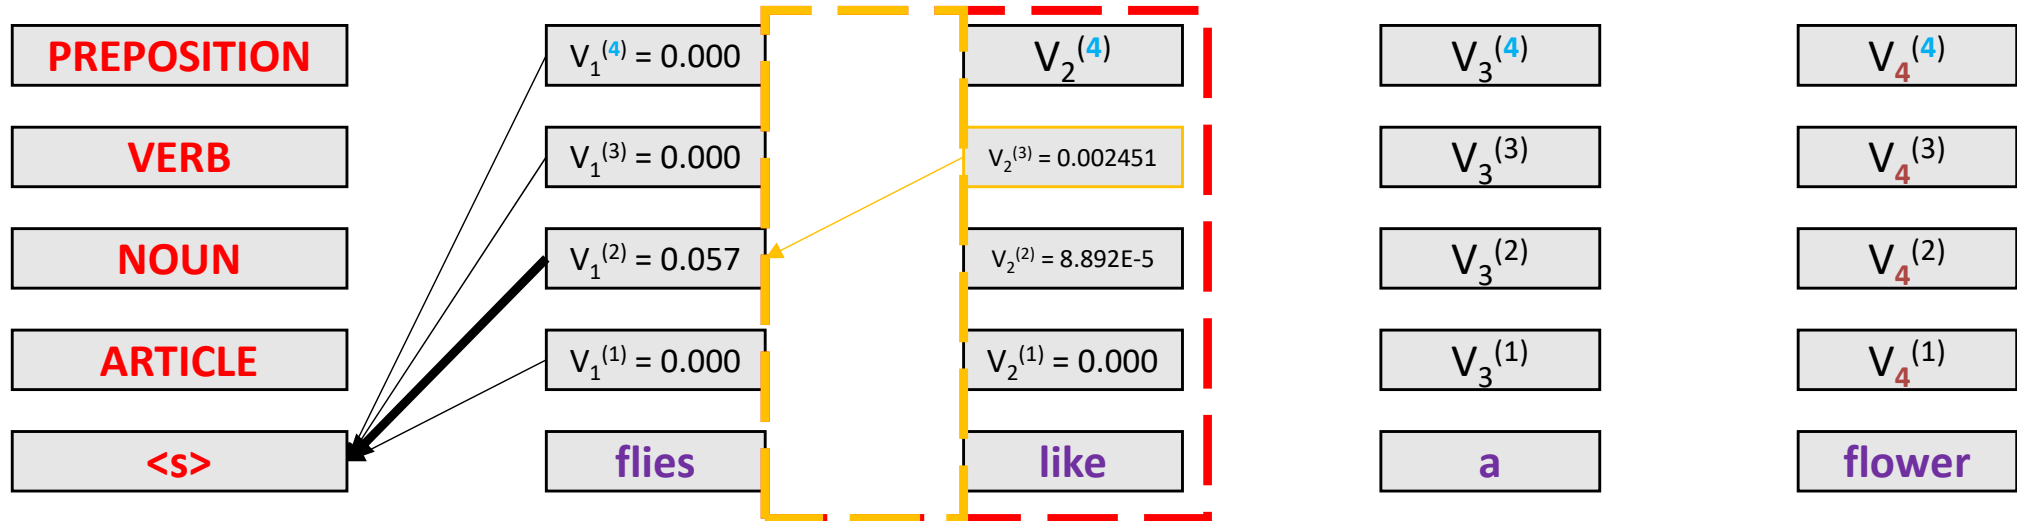 PREPOSITION V₁⁽⁴⁾ = 0.000 V₂⁽⁴⁾ V₃⁽⁴⁾ V₄⁽⁴⁾
VERB V₁⁽³⁾ = 0.000 V₂⁽³⁾ = 0.002451 V₃⁽³⁾ V₄⁽³⁾
NOUN V₁⁽²⁾ = 0.057 V₂⁽²⁾ = 8.892E-5 V₃⁽²⁾ V₄⁽²⁾
ARTICLE V₁⁽¹⁾ = 0.000 V₂⁽¹⁾ = 0.000 V₃⁽¹⁾ V₄⁽¹⁾
<s> flies like a flower